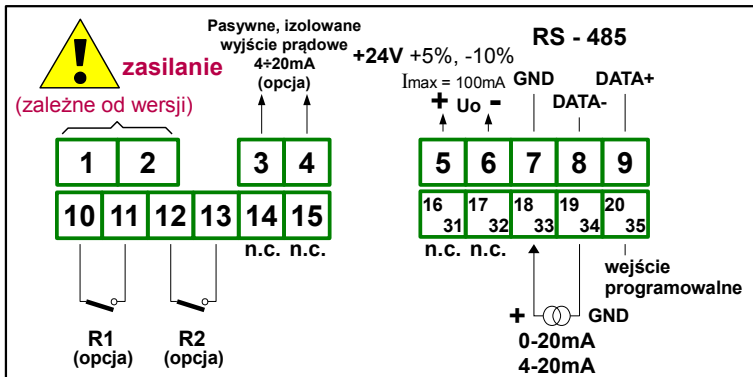 zasilanie
(zależne od wersji)
Pasywne, izolowane
wyjście prądowe
4÷20mA
(opcja)
+24V +5%, -10%
Imax = 100mA
+ Uo -
RS - 485
GND
DATA-
DATA+
1 2 3 4
10 11 12 13 14 15
n.c. n.c.
R1
(opcja)
R2
(opcja)
5 6 7 8 9
16 17 18 19 20
31 32 33 34 35
n.c. n.c.
wejście
programowalne
+ GND
0-20mA
4-20mA